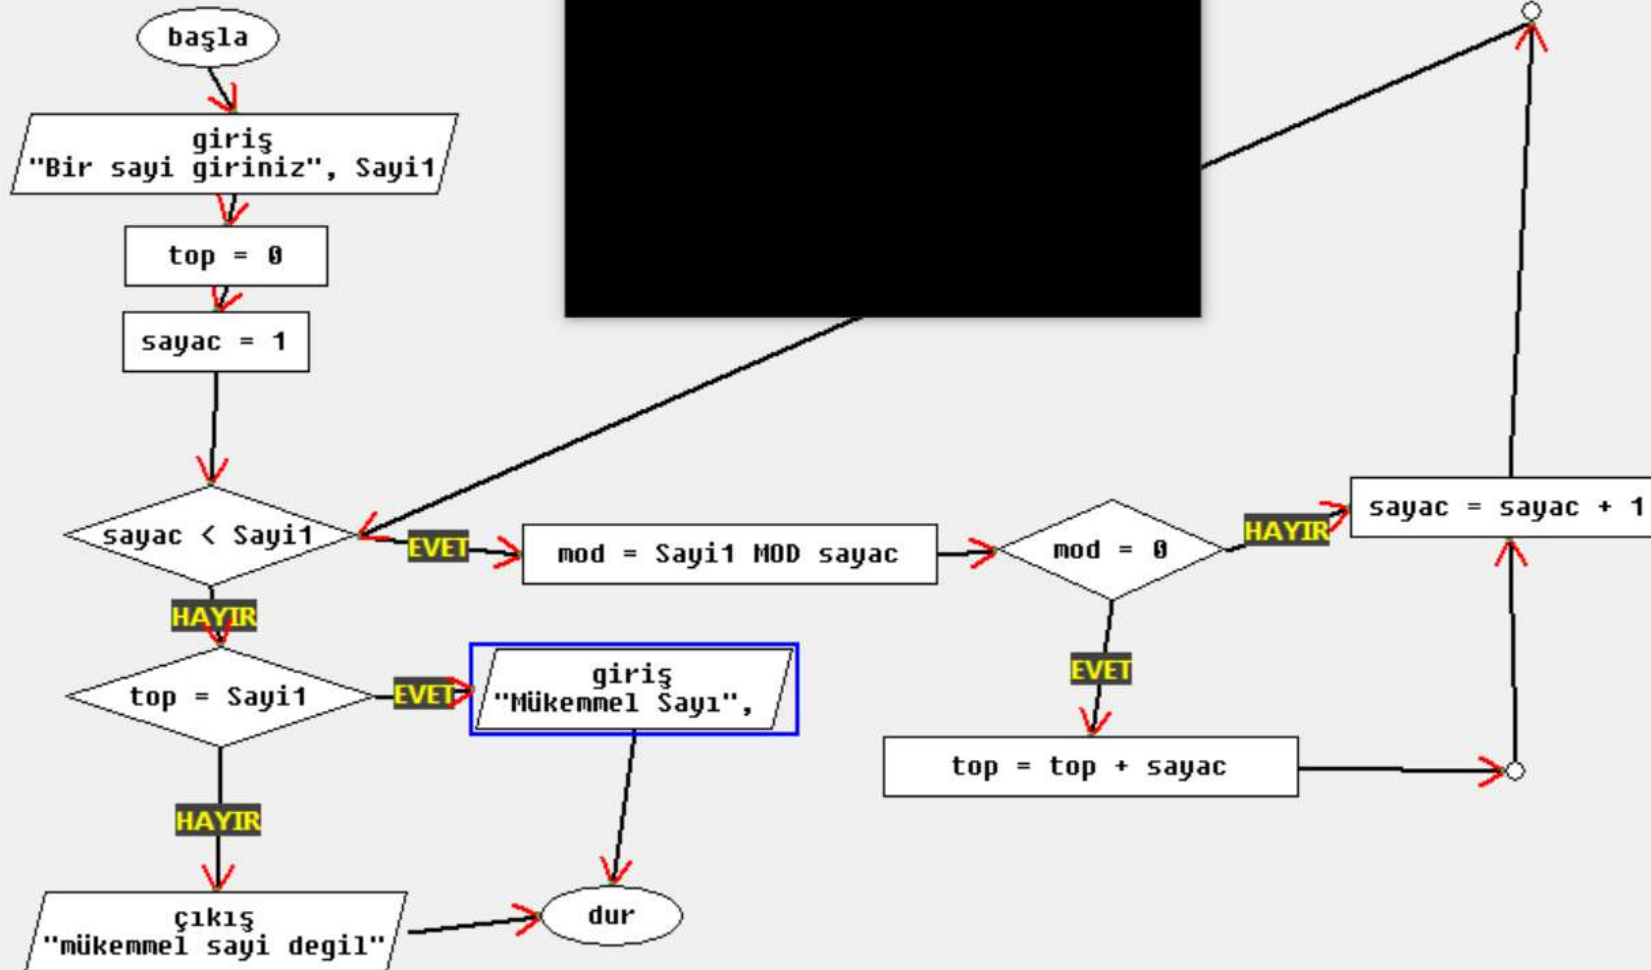 başla
giriş
"Bir sayi giriniz", Sayi1
top = 0
sayac = 1
sayac < Sayi1
EVET
mod = Sayi1 MOD sayac
mod = 0
HAYIR
sayac = sayac + 1
EVET
top = top + sayac
HAYIR
top = Sayi1
EVET
giriş
"Mükemmel Sayı",
HAYIR
çıkış
"mükemmel sayi degil"
dur